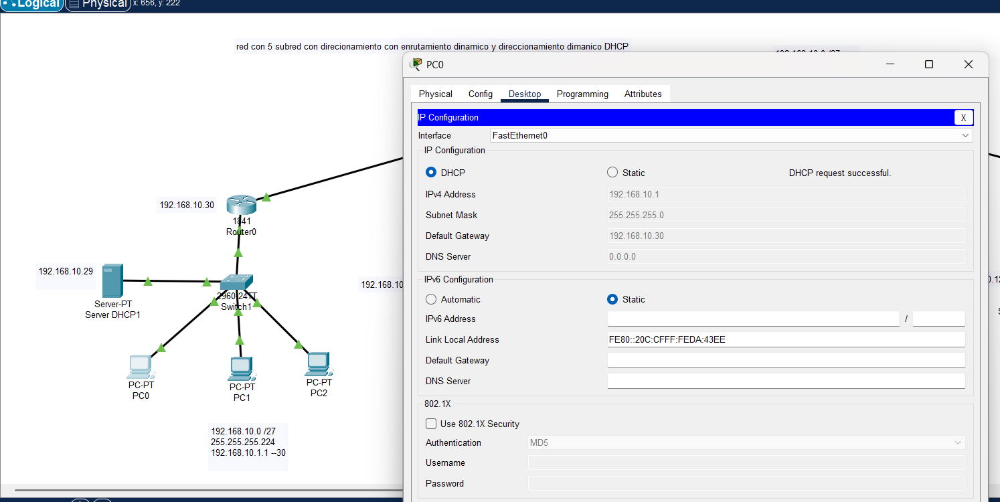 Logical Physical x: 656, y: 222
red con 5 subred con direcionamiento con enrutamiento dinamico y direccionamiento dimanico DHCP
PC0
Physical Config Desktop Programming Attributes
IP Configuration X
Interface FastEthernet0
IP Configuration
DHCP Static DHCP request successful.
IPv4 Address 192.168.10.1
Subnet Mask 255.255.255.0
Default Gateway 192.168.10.30
DNS Server 0.0.0.0
IPv6 Configuration
Automatic Static
IPv6 Address /
Link Local Address FE80::20C:CFFF:FEDA:43EE
Default Gateway
DNS Server
802.1X
Use 802.1X Security
Authentication MD5
Username
Password
192.168.10.30
1841
Router0
192.168.10.29
Server-PT
Server DHCP1
2960-24TT
Switch1
192.168.10
PC-PT
PC0
PC-PT
PC1
PC-PT
PC2
192.168.10.0 /27
255.255.255.224
192.168.10.1.1 --30